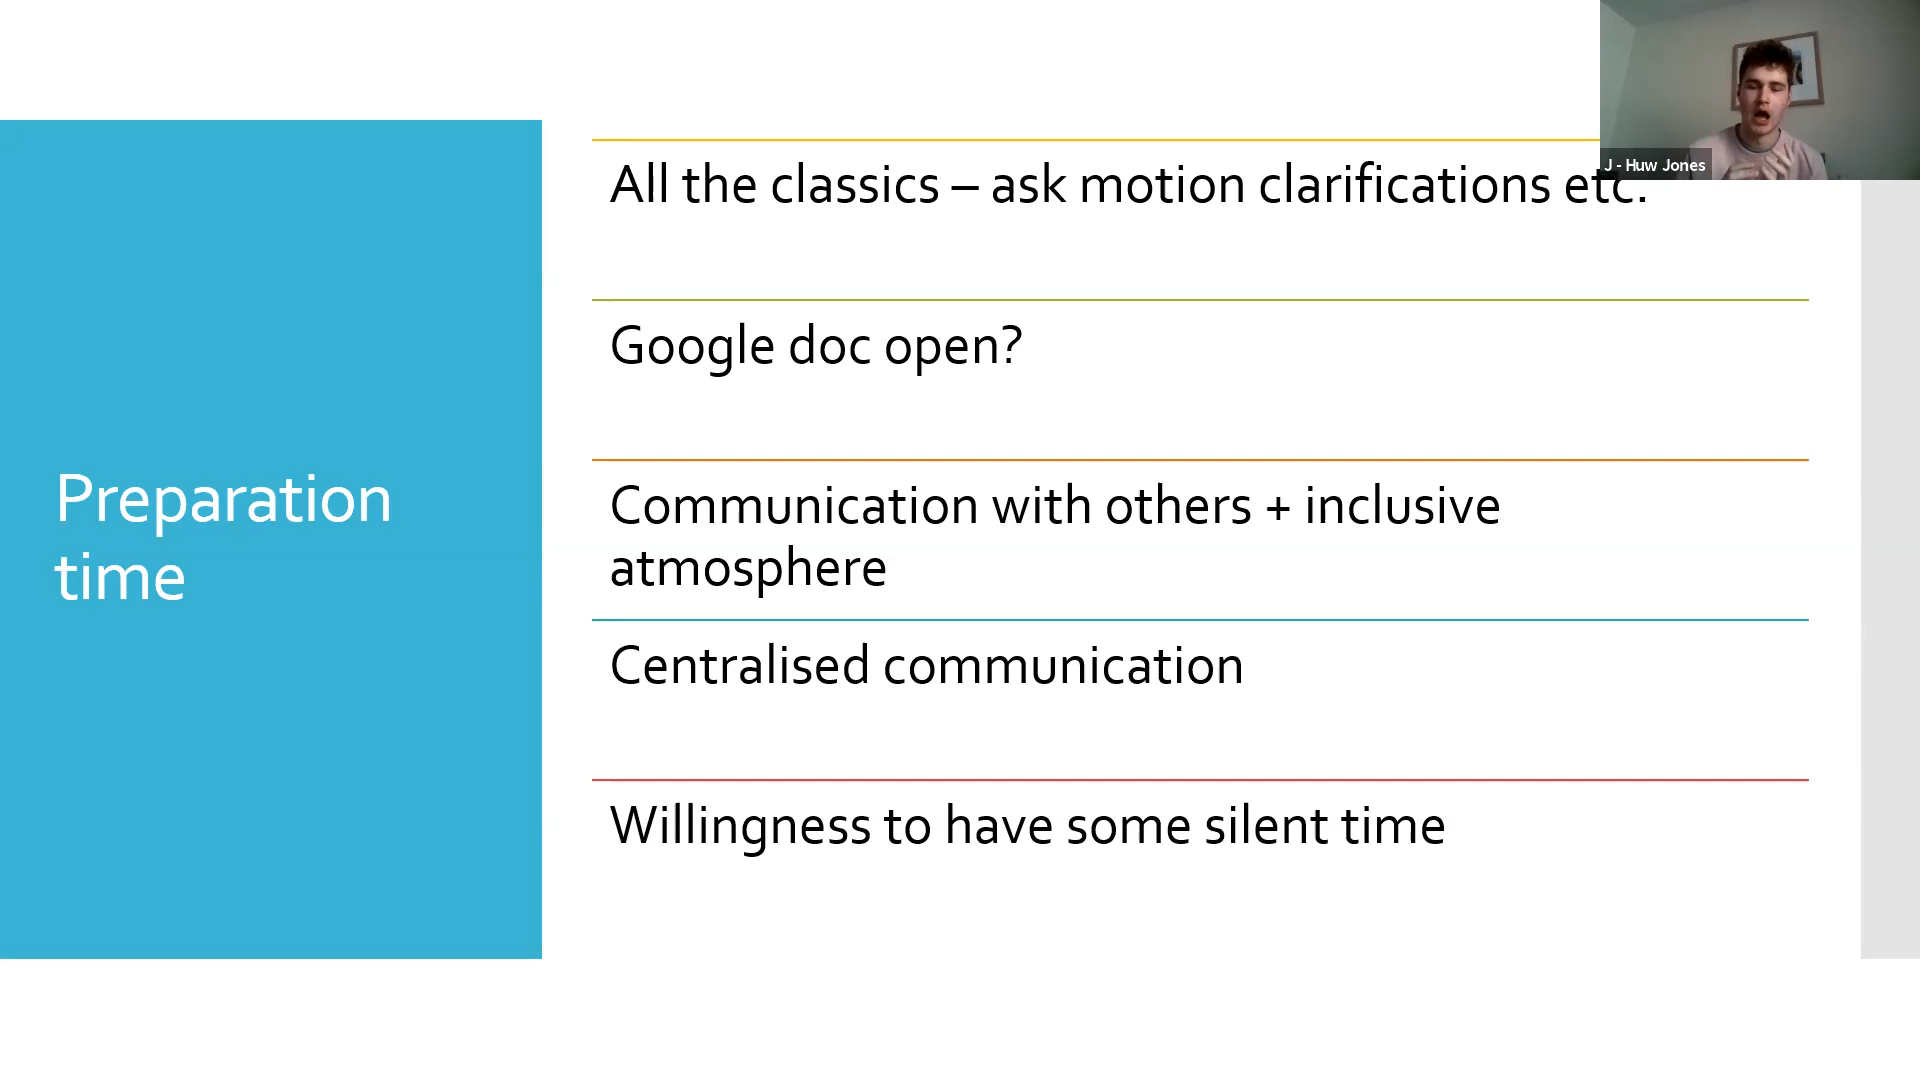 Preparation
time
All the classics – ask motion clarifications etc.
Google doc open?
Communication with others + inclusive
atmosphere
Centralised communication
Willingness to have some silent time
J - Huw Jones